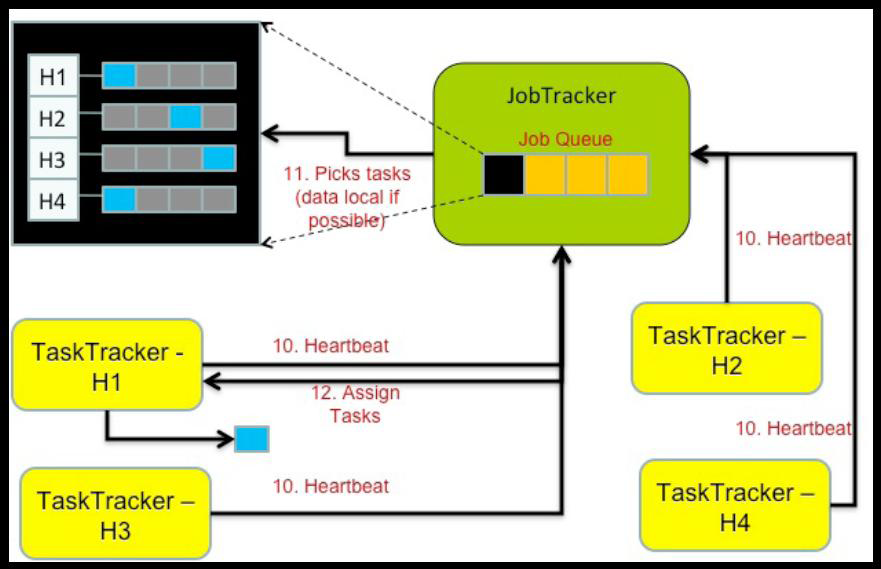 H1
H2
H3
H4
JobTracker
Job Queue
11. Picks tasks
(data local if
possible)
10. Heartbeat
TaskTracker –
H2
TaskTracker -
H1
10. Heartbeat
12. Assign
Tasks
10. Heartbeat
TaskTracker –
H3
10. Heartbeat
TaskTracker –
H4